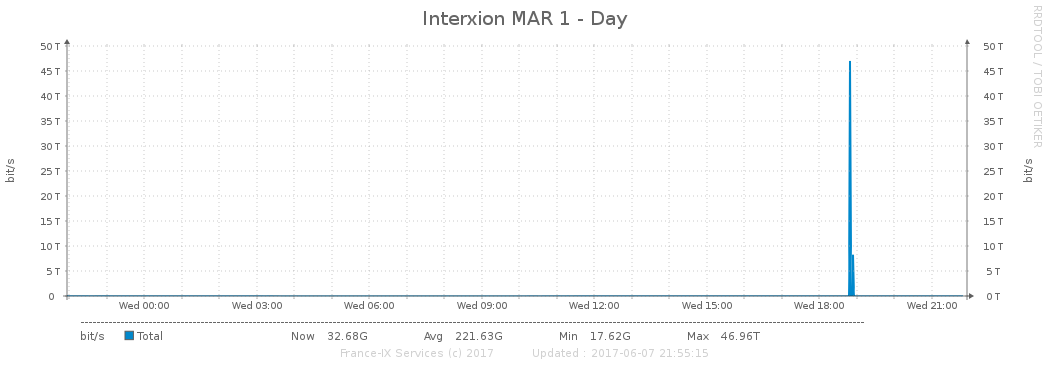 Interxion MAR 1 - Day
RRDTOOL / TOBI OETIKER
50 T 50 T
45 T 45 T
40 T 40 T
35 T 35 T
30 T 30 T
25 T 25 T
20 T 20 T
15 T 15 T
10 T 10 T
5 T 5 T
0 0 T
bit/s bit/s
Wed 00:00 Wed 03:00 Wed 06:00 Wed 09:00 Wed 12:00 Wed 15:00 Wed 18:00 Wed 21:00
bit/s Total Now 32.68G Avg 221.63G Min 17.62G Max 46.96T
France-IX Services (c) 2017 Updated : 2017-06-07 21:55:15